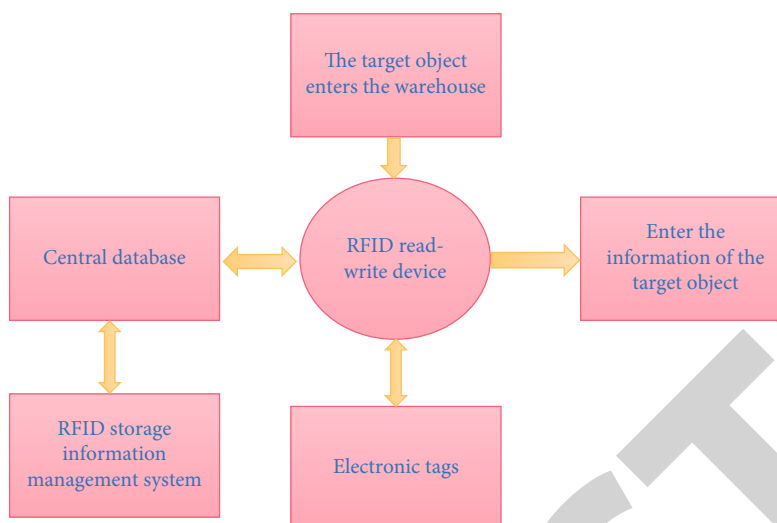 The target object
enters the warehouse
Central database
RFID read-
write device
Enter the
information of the
target object
RFID storage
information
management system
Electronic tags